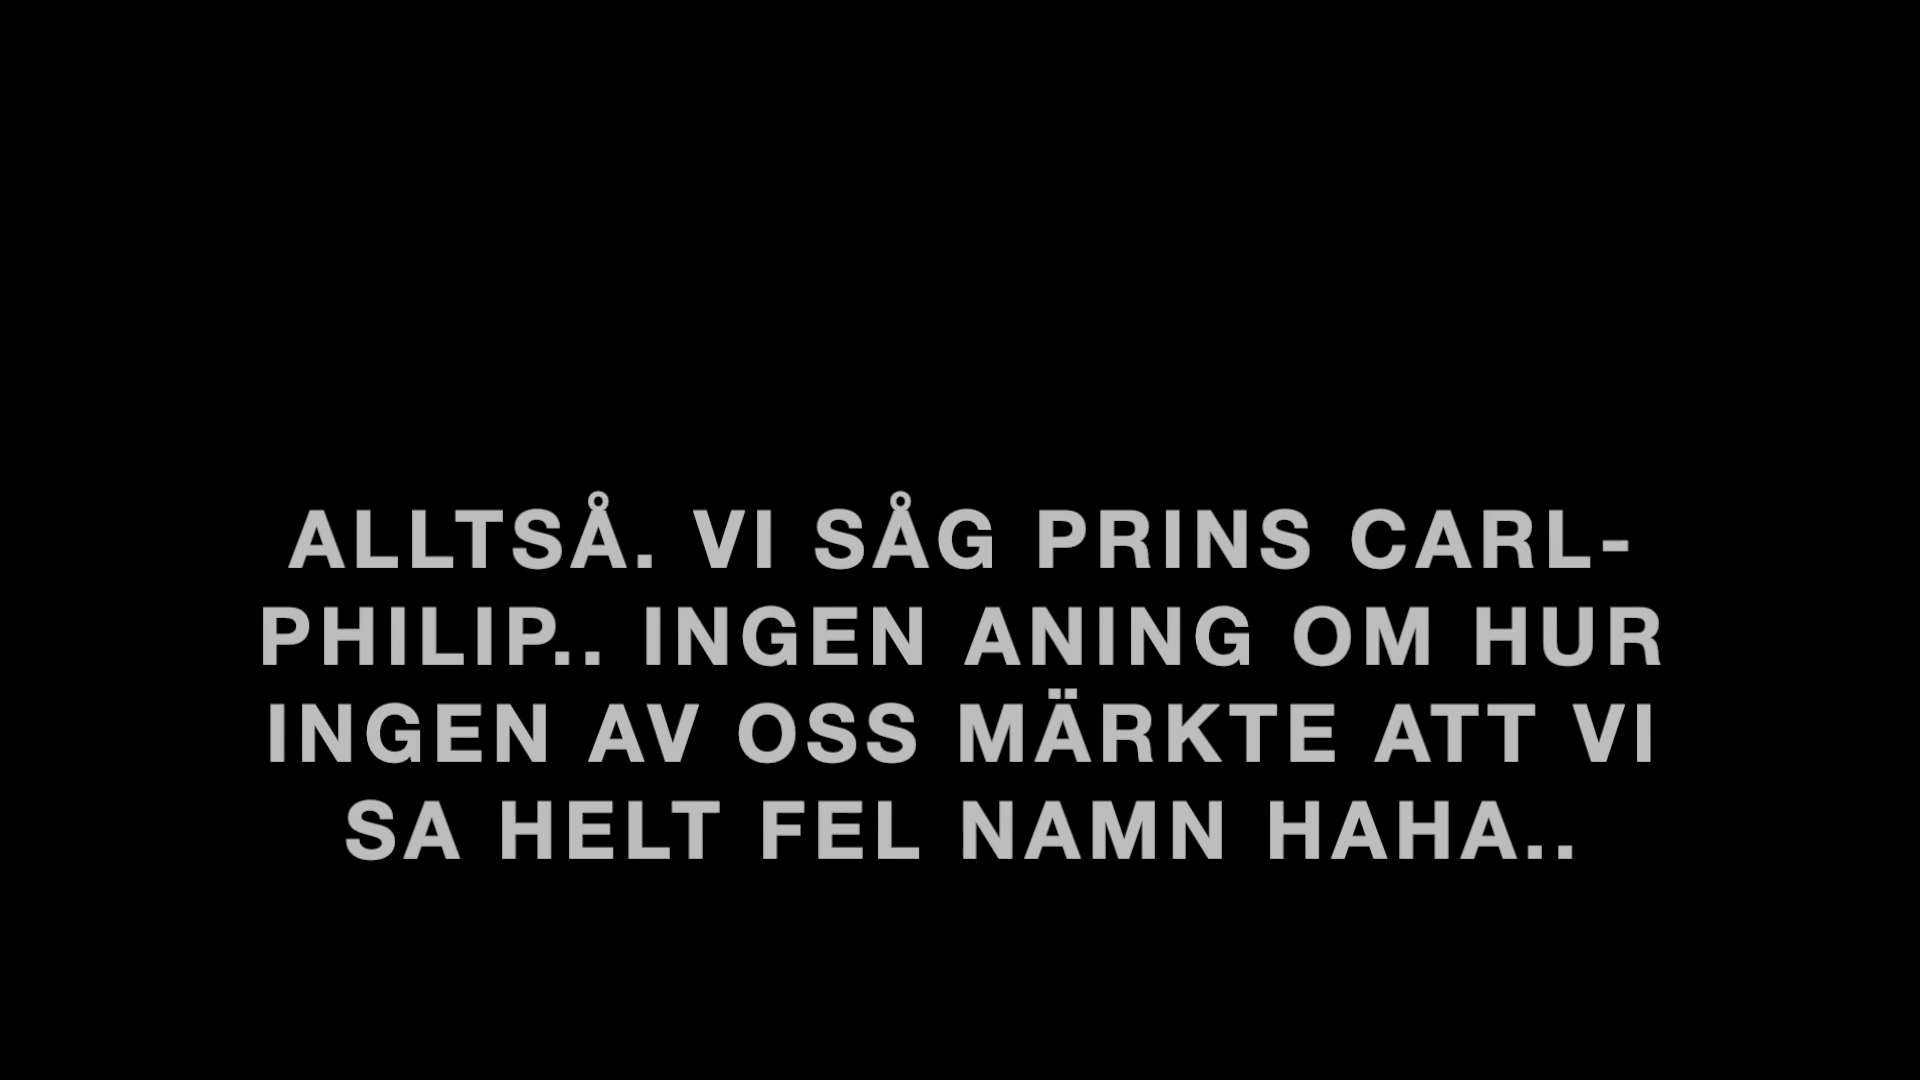 ALLTSÅ. VI SÅG PRINS CARL-
PHILIP.. INGEN ANING OM HUR
INGEN AV OSS MÄRKTE ATT VI
SA HELT FEL NAMN HAHA..